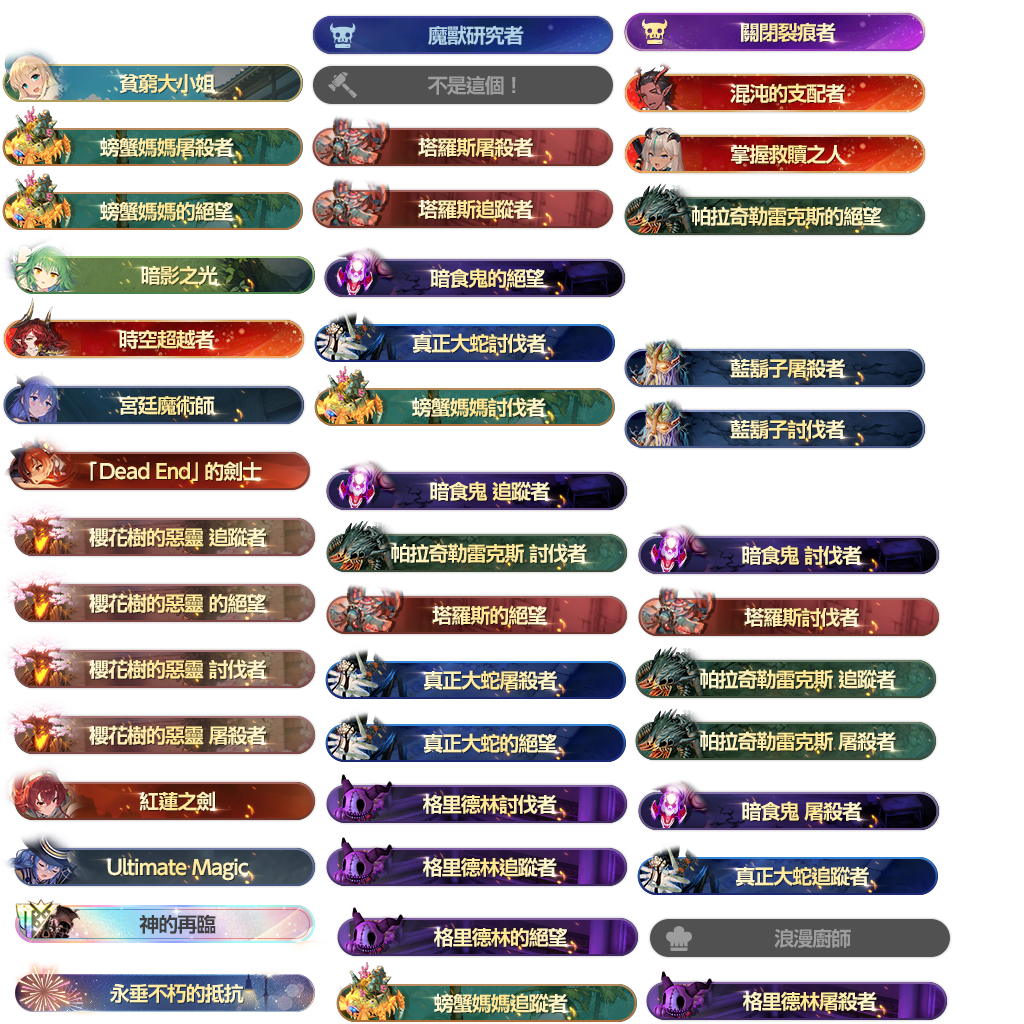 貧窮大小姐
螃蟹媽媽屠殺者
螃蟹媽媽的絕望
暗影之光
時空超越者
宮廷魔術師
「Dead End」的劍士
櫻花樹的惡靈 追蹤者
櫻花樹的惡靈 的絕望
櫻花樹的惡靈 討伐者
櫻花樹的惡靈 屠殺者
紅蓮之劍
Ultimate Magic
神的再臨
永垂不朽的抵抗
魔獸研究者
不是這個！
塔羅斯屠殺者
塔羅斯追蹤者
暗食鬼的絕望
真正大蛇討伐者
螃蟹媽媽討伐者
暗食鬼 追蹤者
帕拉奇勒雷克斯 討伐者
塔羅斯的絕望
真正大蛇屠殺者
真正大蛇的絕望
格里德林討伐者
格里德林追蹤者
格里德林的絕望
螃蟹媽媽追蹤者
關閉裂痕者
混沌的支配者
掌握救贖之人
帕拉奇勒雷克斯的絕望
藍鬍子屠殺者
藍鬍子討伐者
暗食鬼 討伐者
塔羅斯討伐者
帕拉奇勒雷克斯 追蹤者
帕拉奇勒雷克斯 屠殺者
暗食鬼 屠殺者
真正大蛇追蹤者
浪漫廚師
格里德林屠殺者